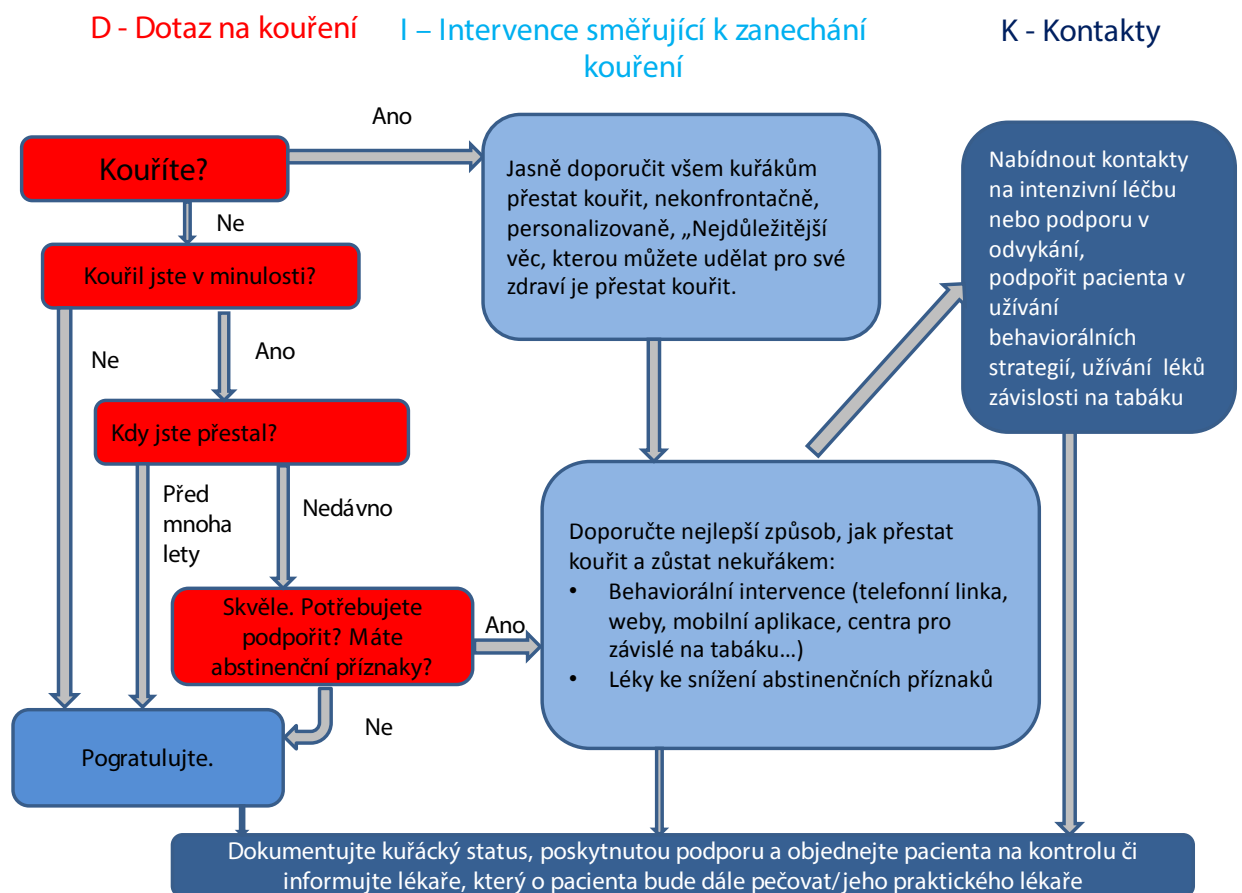 D - Dotaz na kouření
I – Intervence směřující k zanechání
kouření
K - Kontakty
Ano
Kouříte?
Ne
Kouřil jste v minulosti?
Ne
Ano
Kdy jste přestal?
Před
mnoha
lety
Nedávno
Skvěle. Potřebujete
podpořit? Máte
abstinenční příznaky?
Ano
Ne
Pogratulujte.
Jasně doporučit všem kuřákům
přestat kouřit, nekonfrontačně,
personalizovaně, „Nejdůležitější
věc, kterou můžete udělat pro své
zdraví je přestat kouřit.
Doporučte nejlepší způsob, jak přestat
kouřit a zůstat nekuřákem:
• Behaviorální intervence (telefonní linka,
weby, mobilní aplikace, centra pro
závislé na tabáku…)
• Léky ke snížení abstinenčních příznaků
Nabídnout kontakty
na intenzivní léčbu
nebo podporu v
odvykání,
podpořit pacienta v
užívání
behaviorálních
strategií, užívání léků
závislosti na tabáku
Dokumentujte kuřácký status, poskytnutou podporu a objednejte pacienta na kontrolu či
informujte lékaře, který o pacienta bude dále pečovat/jeho praktického lékaře